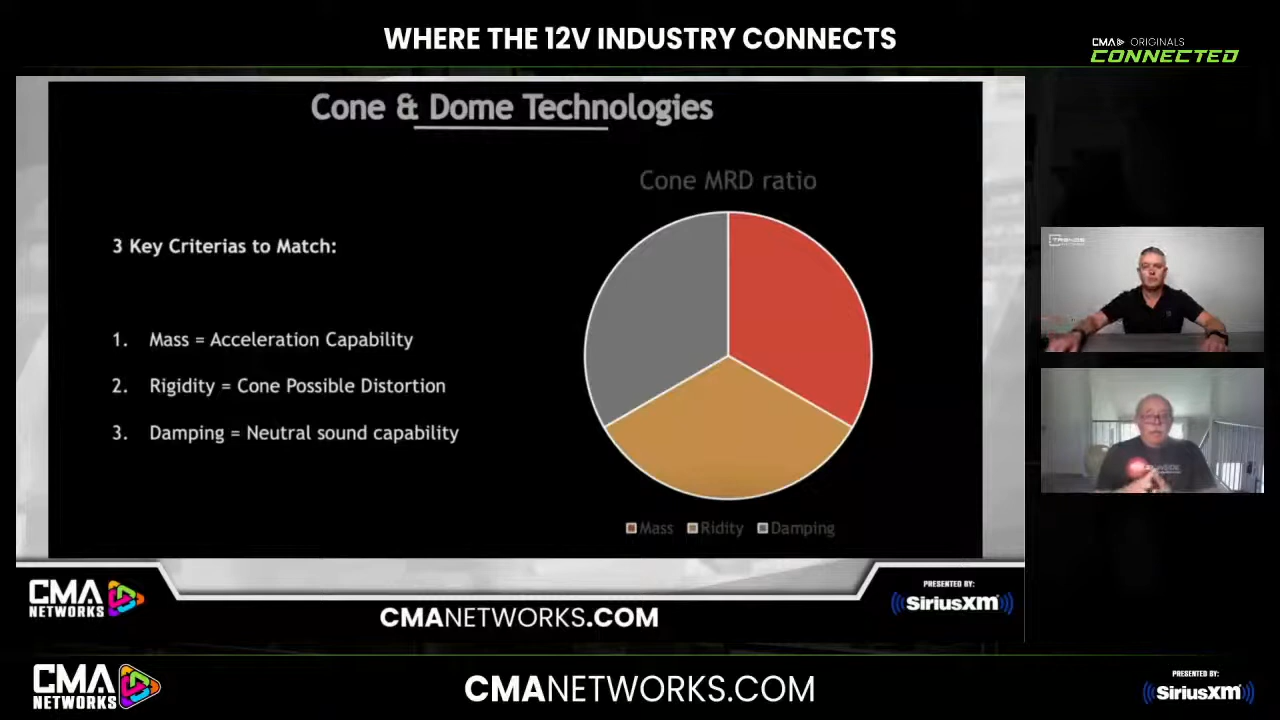 WHERE THE 12V INDUSTRY CONNECTS
CMA ORIGINALS
CONNECTED
Cone & Dome Technologies
Cone MRD ratio
3 Key Criterias to Match:
1. Mass = Acceleration Capability
2. Rigidity = Cone Possible Distortion
3. Damping = Neutral sound capability
Mass Ridity Damping
TRENDS
CMA
NETWORKS
CMANETWORKS.COM
PRESENTED BY:
SiriusXM
CMA
NETWORKS
CMANETWORKS.COM
PRESENTED BY:
SiriusXM